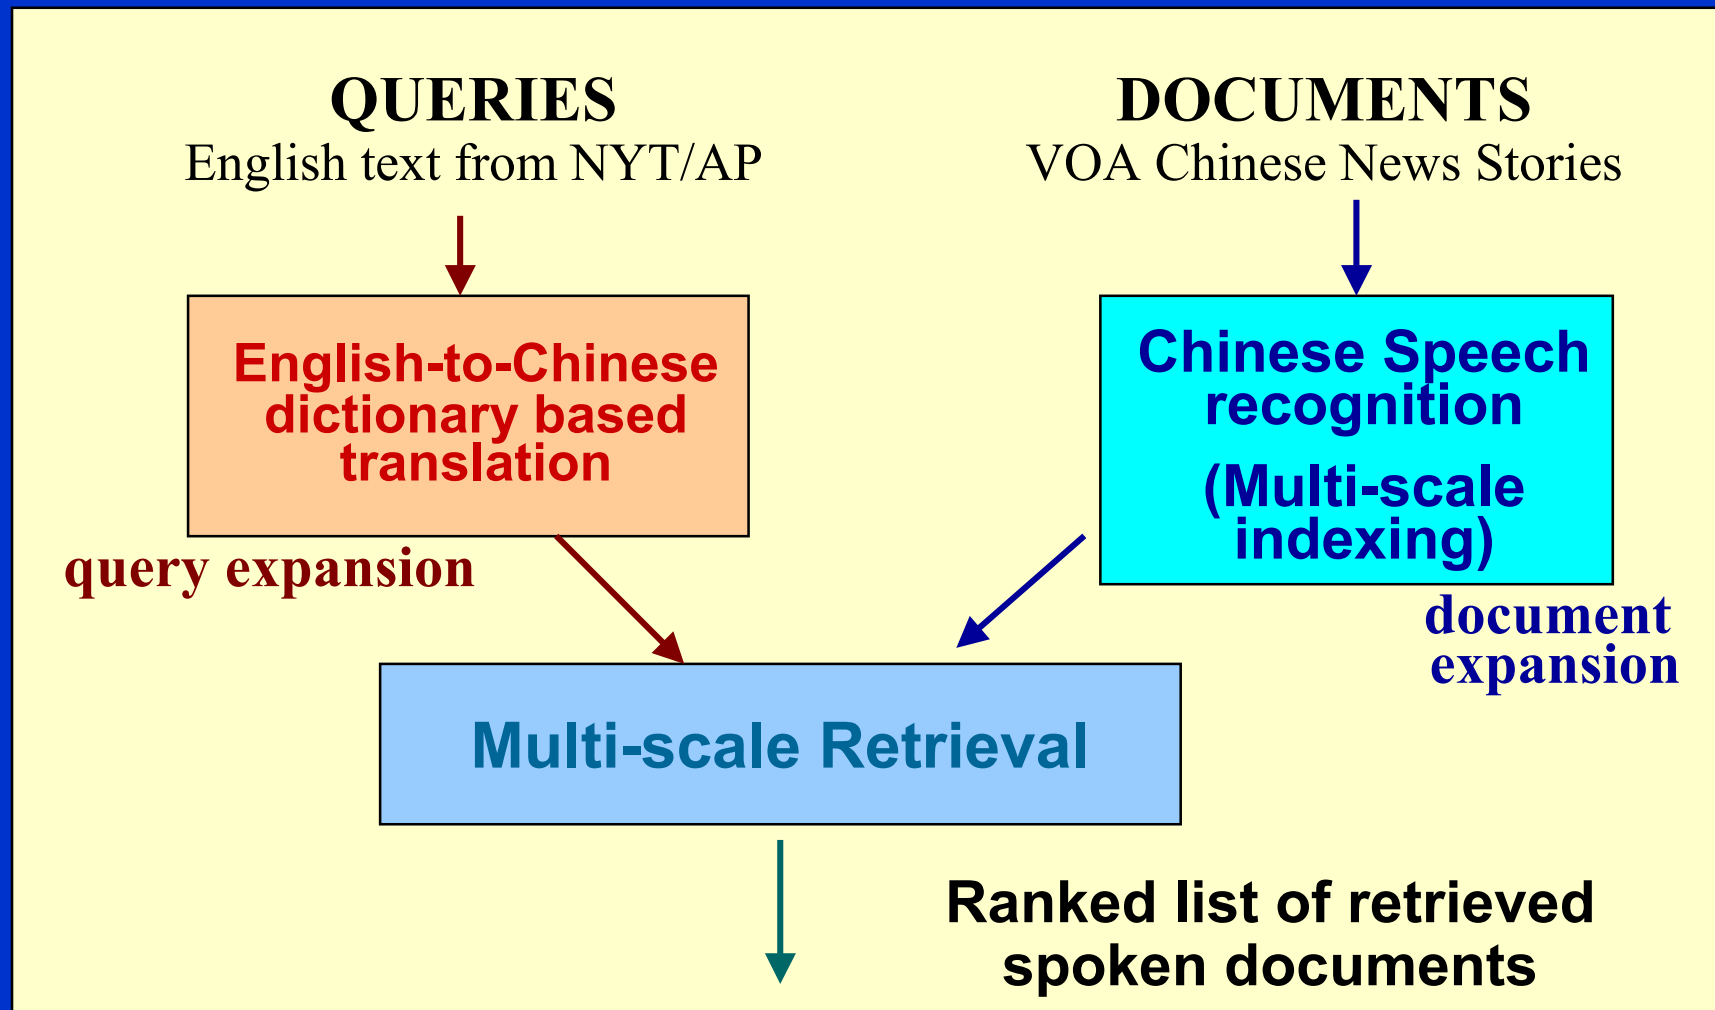 QUERIES
English text from NYT/AP
DOCUMENTS
VOA Chinese News Stories
English-to-Chinese
dictionary based
translation
Chinese Speech
recognition
(Multi-scale
indexing)
query expansion
document
expansion
Multi-scale Retrieval
Ranked list of retrieved
spoken documents